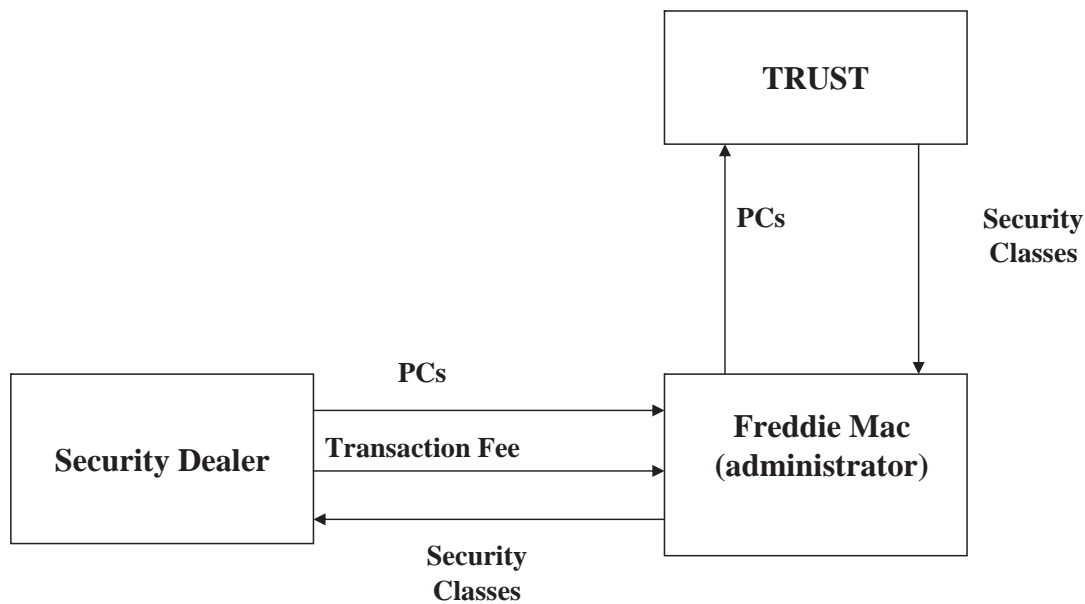 TRUST
PCs
Security
Classes
PCs
Security Dealer
Transaction Fee
Freddie Mac
(administrator)
Security
Classes